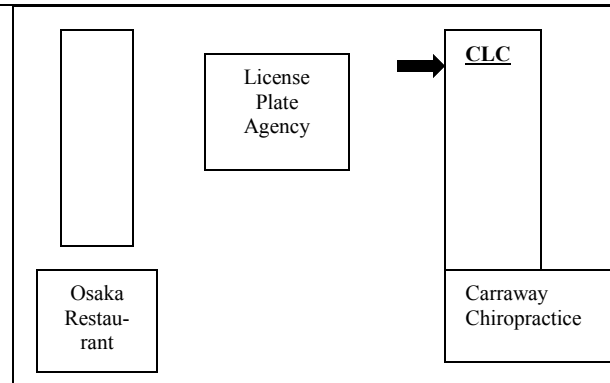 CLC
License
Plate
Agency
Osaka
Restau-
rant
Carraway
Chiropractice